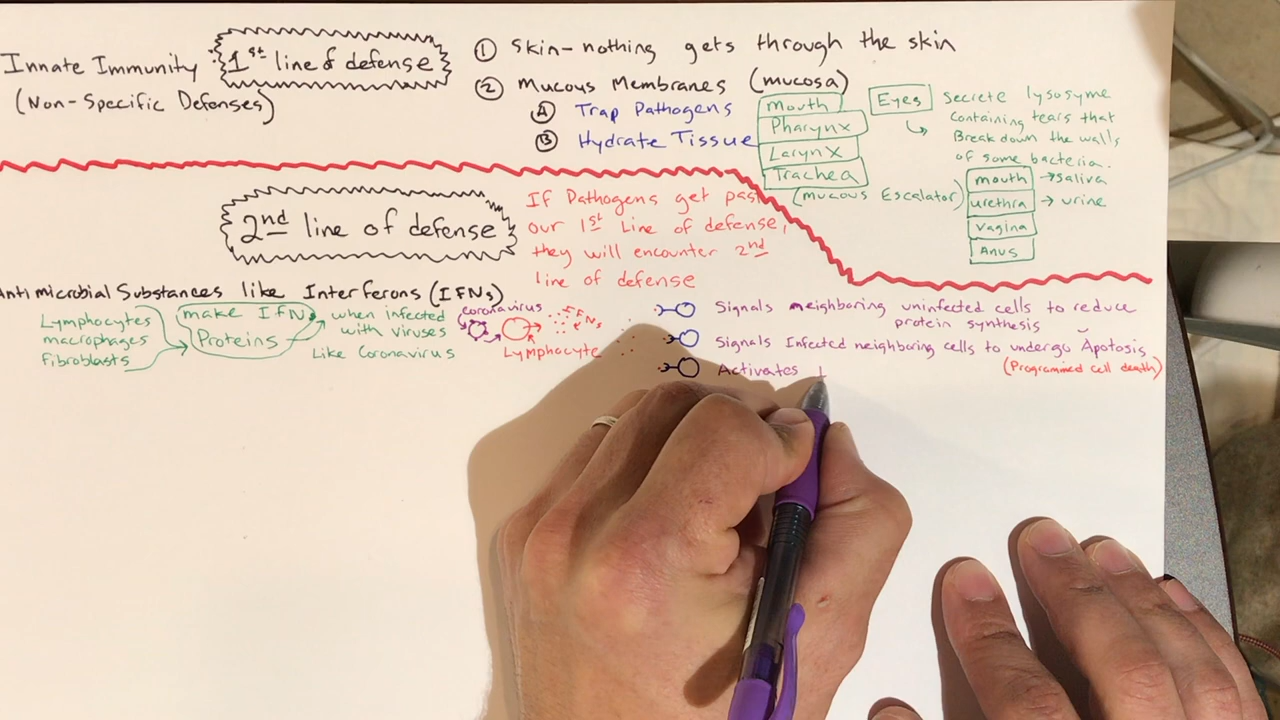 Innate Immunity
(Non-Specific Defenses)
1st line of defense
① Skin-nothing gets through the skin
② Mucous Membranes (mucosa)
Ⓐ Trap Pathogens
Ⓑ Hydrate Tissue
mouth
Pharynx
Larynx
Trachea
(mucous Escalator)
Eyes
Secrete lysosyme
containing tears that
Break down the walls
of some bacteria.
mouth → saliva
urethra → urine
vagina
Anus
2nd line of defense
If Pathogens get past
our 1st Line of defense,
they will encounter 2nd
line of defense
Antimicrobial Substances like Interferons (IFNs)
Lymphocytes
macrophages
Fibroblasts
make IFN
Proteins
when infected
with viruses
Like Coronavirus
coronavirus
IFNs
Lymphocyte
Signals neighboring uninfected cells to reduce
protein synthesis
Signals Infected neighboring cells to undergo Apotosis
(Programmed cell death)
Activates